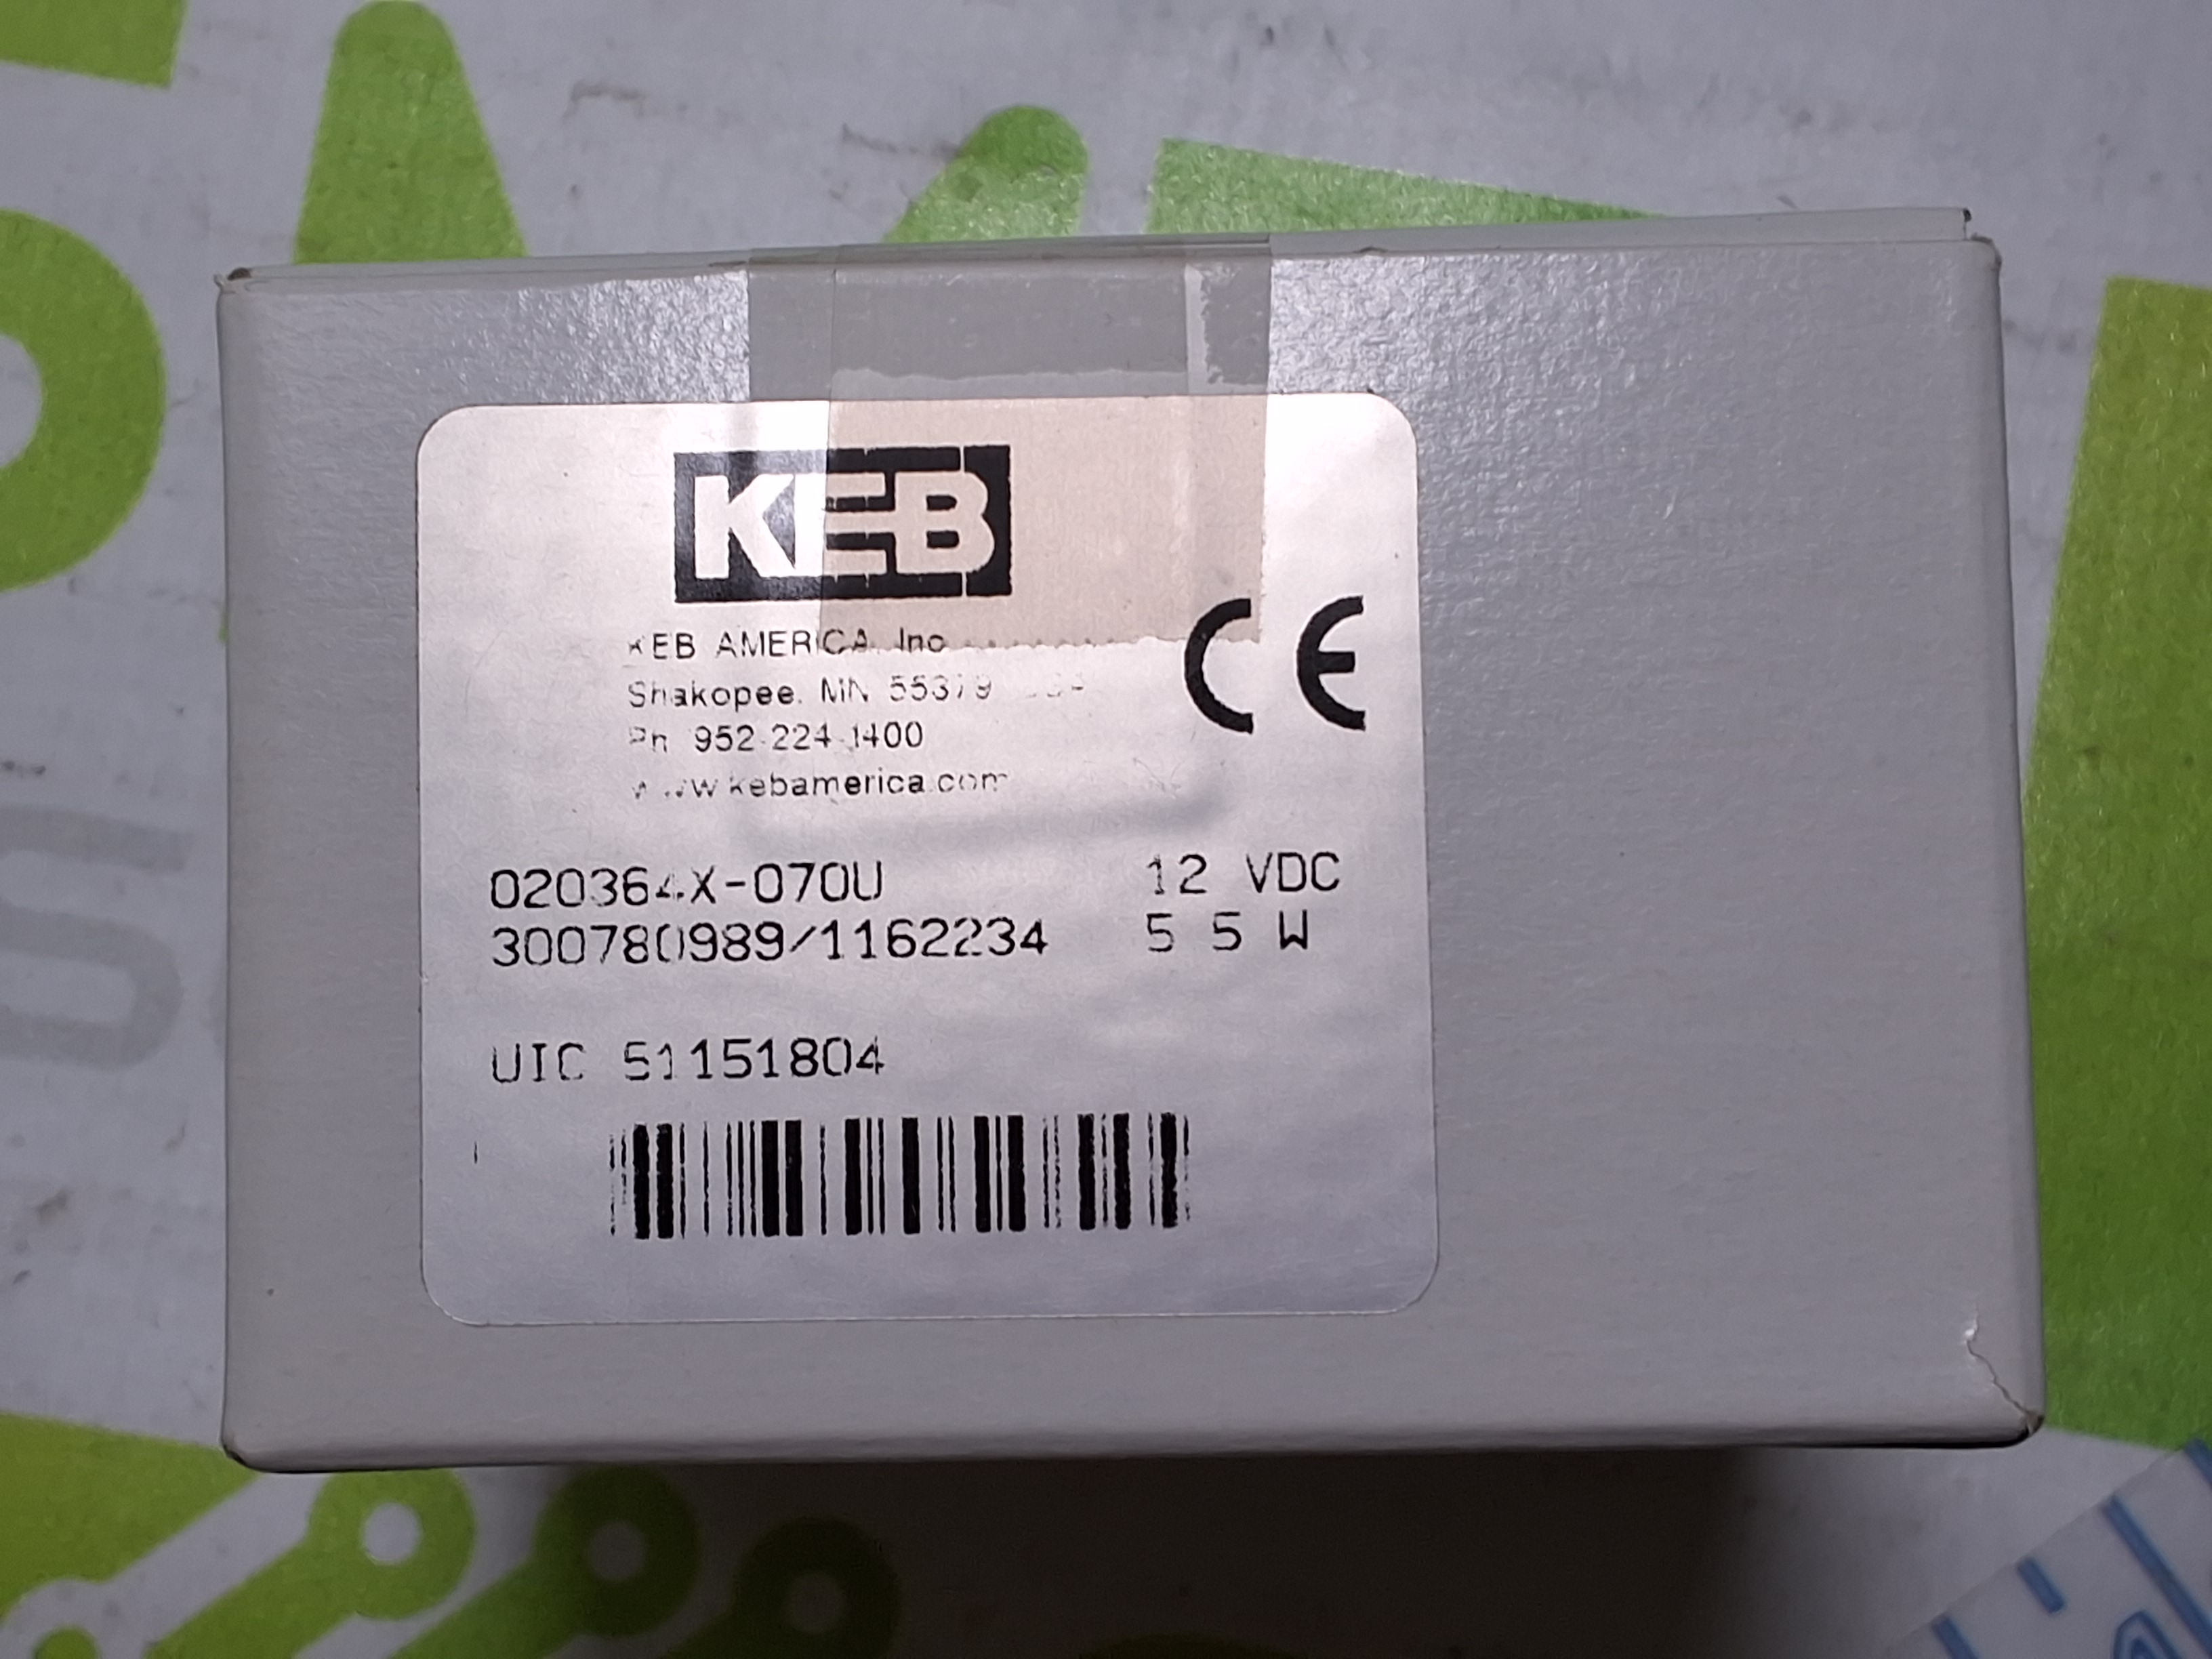 KEB
KEB AMERICA, Inc
Shakopee, MN 55379
Ph 952-224-1400
www.kebamerica.com
CE
020364X-070U 12 VDC
300780989/1162234 5 5 W
UIC 51151804